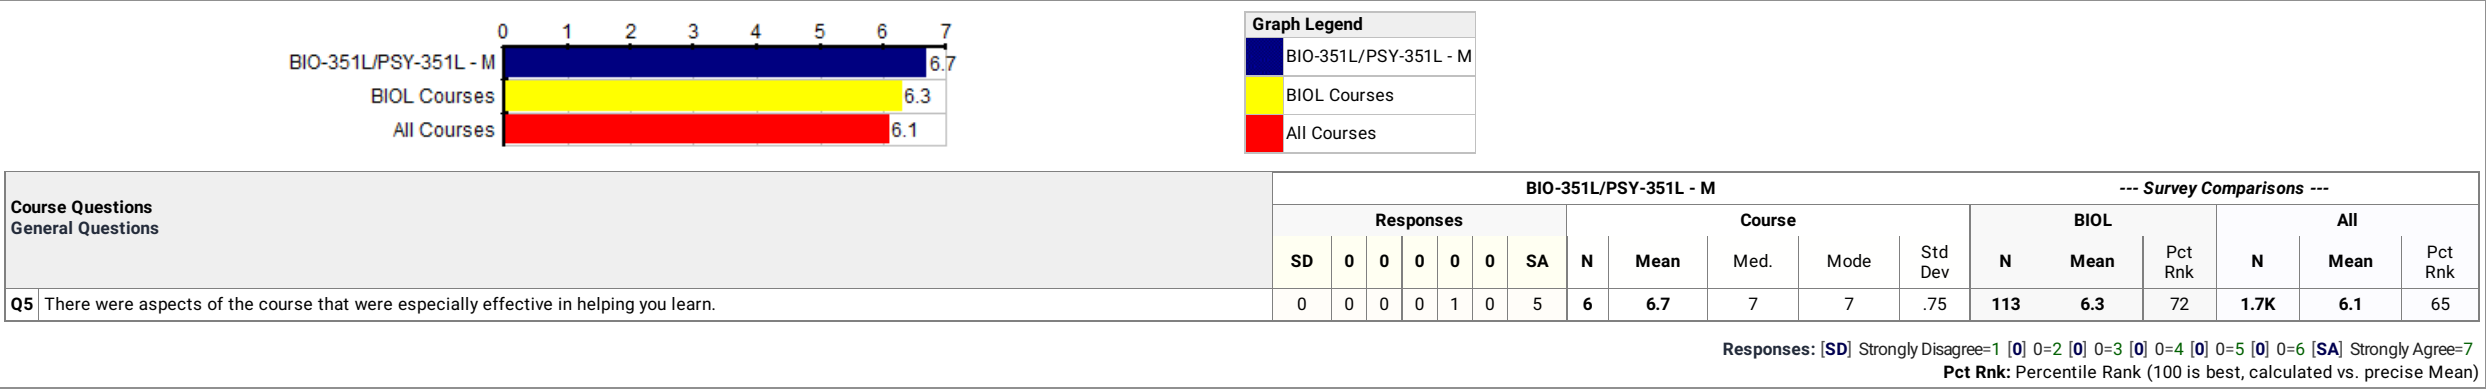 0 1 2 3 4 5 6 7
BIO-351L/PSY-351L - M 6.7
BIOL Courses 6.3
All Courses 6.1
Graph Legend
BIO-351L/PSY-351L - M
BIOL Courses
All Courses
Course Questions
General Questions
BIO-351L/PSY-351L - M --- Survey Comparisons ---
Responses Course BIOL All
SD 0 0 0 0 0 SA N Mean Med. Mode Std Dev N Mean Pct Rnk N Mean Pct Rnk
Q5 There were aspects of the course that were especially effective in helping you learn. 0 0 0 0 1 0 5 6 6.7 7 7 .75 113 6.3 72 1.7K 6.1 65
Responses: [SD] Strongly Disagree=1 [0] 0=2 [0] 0=3 [0] 0=4 [0] 0=5 [0] 0=6 [SA] Strongly Agree=7
Pct Rnk: Percentile Rank (100 is best, calculated vs. precise Mean)